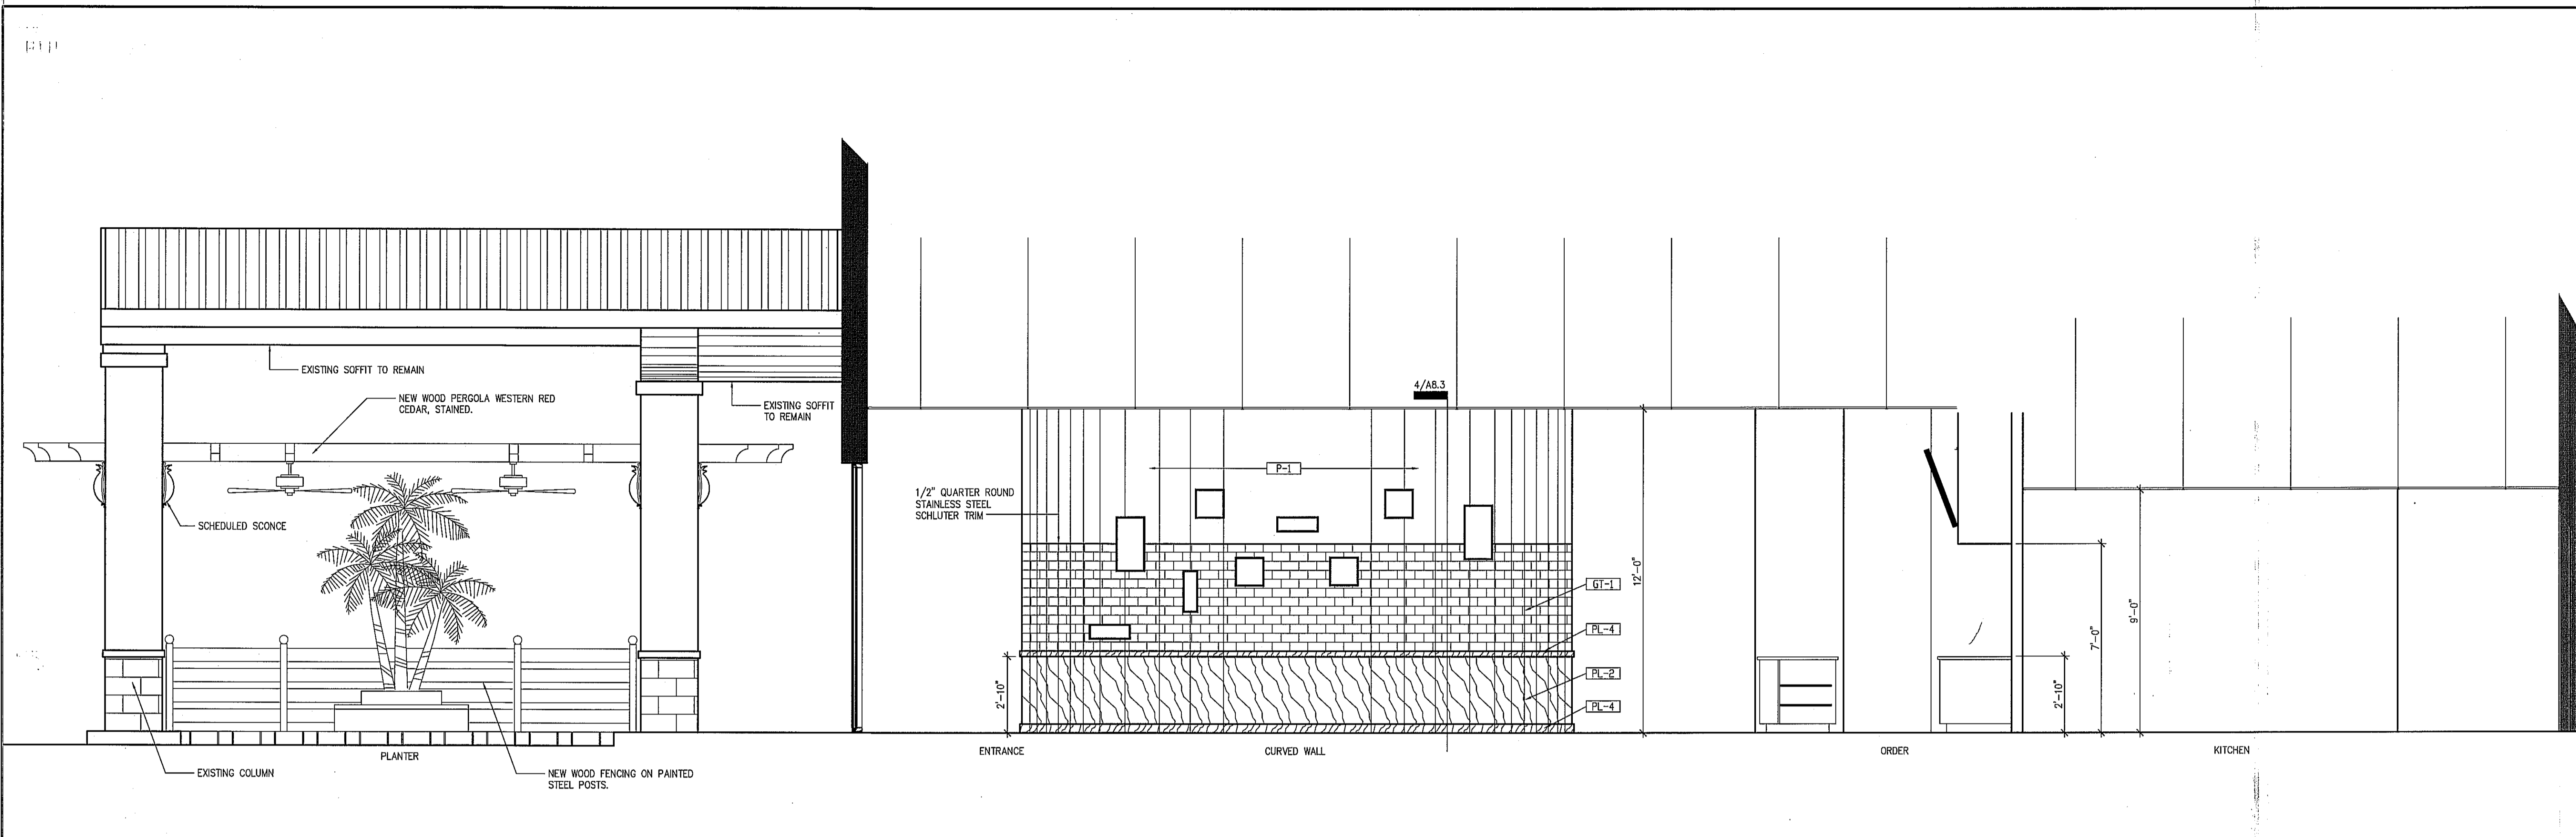 EXISTING SOFFIT TO REMAIN
NEW WOOD PERGOLA WESTERN RED
CEDAR, STAINED.
EXISTING SOFFIT
TO REMAIN
SCHEDULED SCONCE
PLANTER
EXISTING COLUMN
NEW WOOD FENCING ON PAINTED
STEEL POSTS.
4/A8.3
P-1
1/2" QUARTER ROUND
STAINLESS STEEL
SCHLUTER TRIM
GT-1
PL-4
PL-2
PL-4
2'-10"
12'-0"
2'-10"
7'-0"
9'-0"
ENTRANCE
CURVED WALL
ORDER
KITCHEN